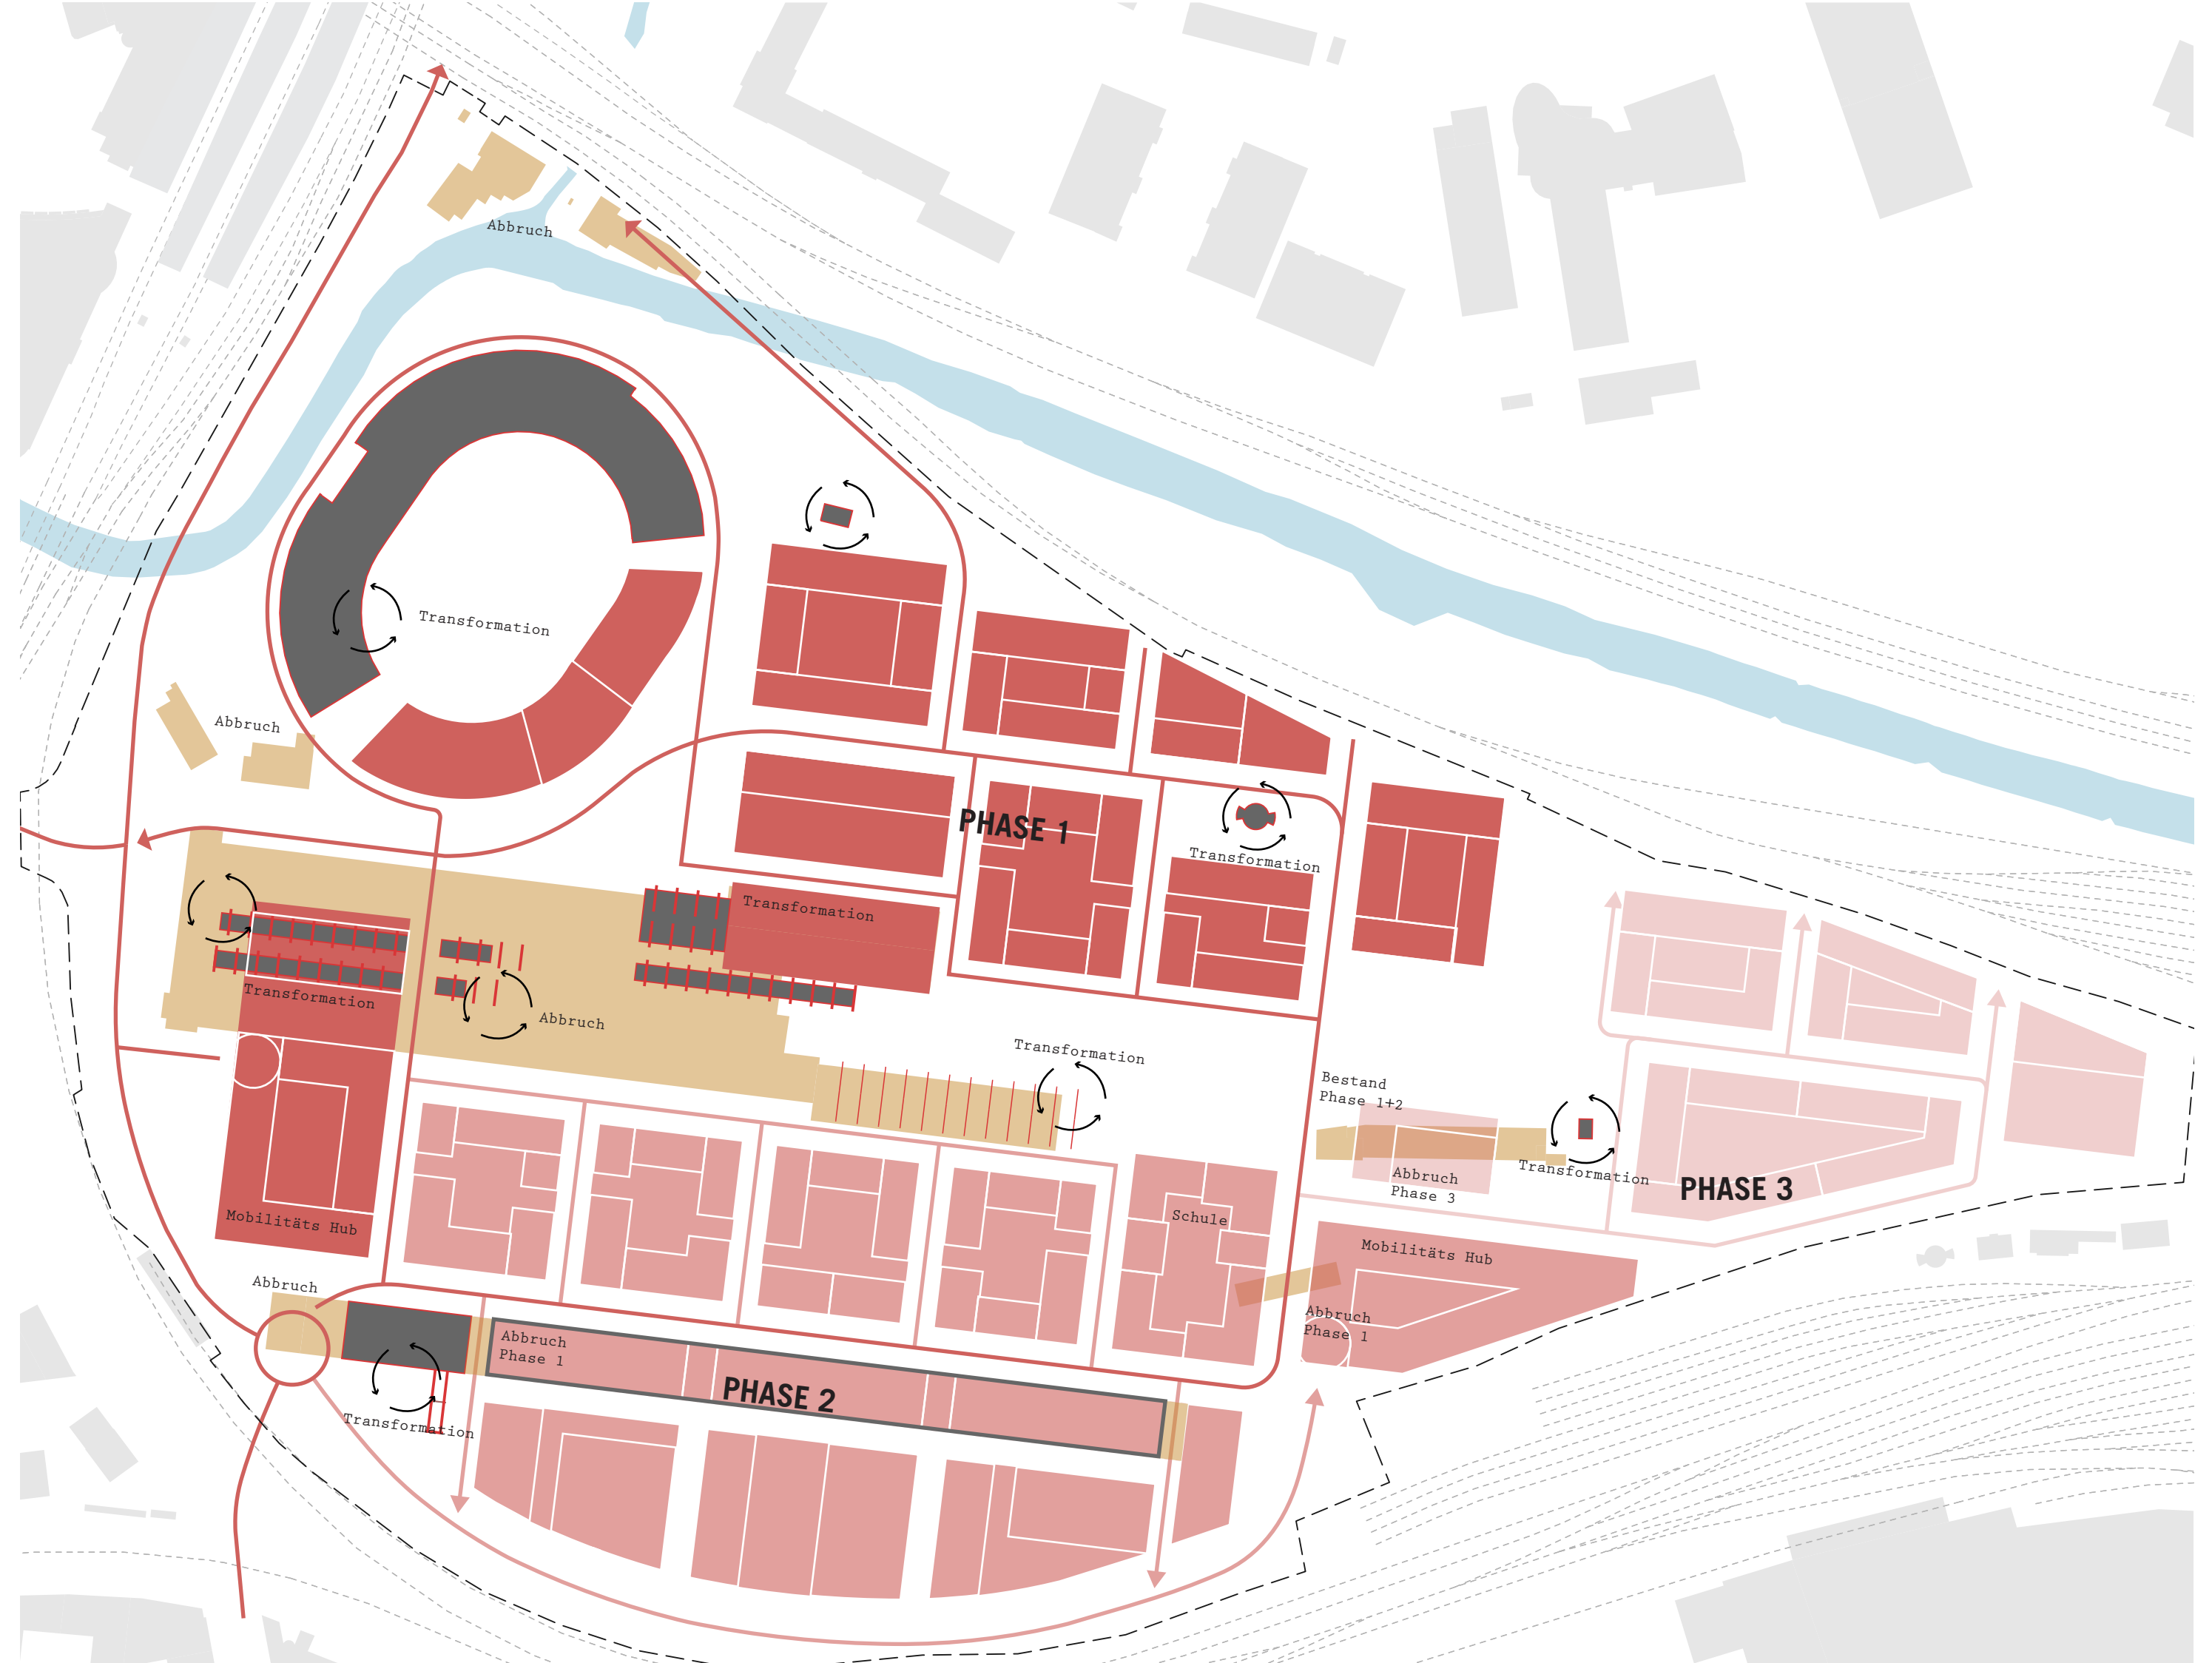 Abbruch
Transformation
Abbruch
PHASE 1
Transformation
Transformation
Transformation
Abbruch
Transformation
Bestand
Phase 1+2
Abbruch
Phase 3
Transformation
PHASE 3
Schule
Mobilitäts Hub
Mobilitäts Hub
Abbruch
Abbruch
Phase 1
Abbruch
Phase 1
PHASE 2
Transformation